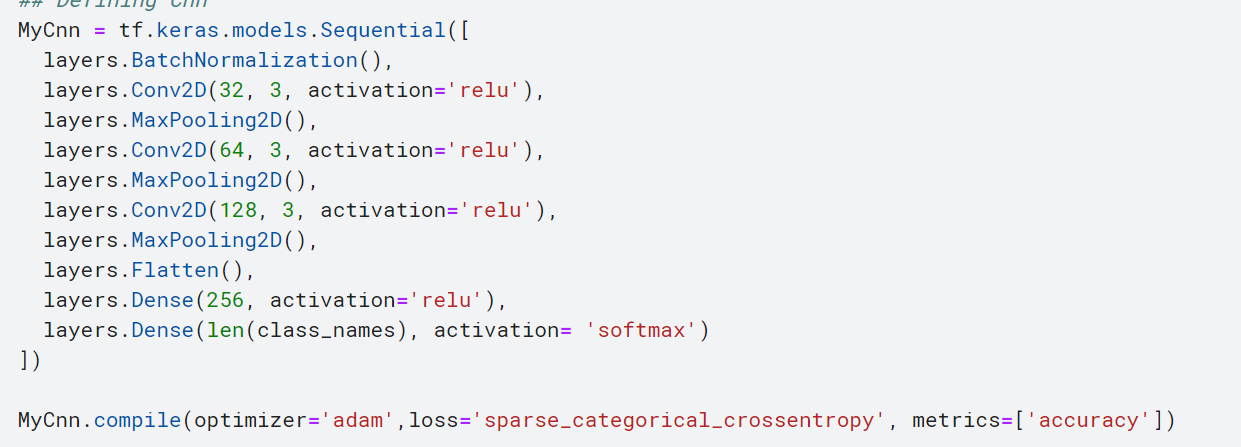 ## Defining Cnn
MyCnn = tf.keras.models.Sequential([
  layers.BatchNormalization(),
  layers.Conv2D(32, 3, activation='relu'),
  layers.MaxPooling2D(),
  layers.Conv2D(64, 3, activation='relu'),
  layers.MaxPooling2D(),
  layers.Conv2D(128, 3, activation='relu'),
  layers.MaxPooling2D(),
  layers.Flatten(),
  layers.Dense(256, activation='relu'),
  layers.Dense(len(class_names), activation= 'softmax')
])
MyCnn.compile(optimizer='adam',loss='sparse_categorical_crossentropy', metrics=['accuracy'])